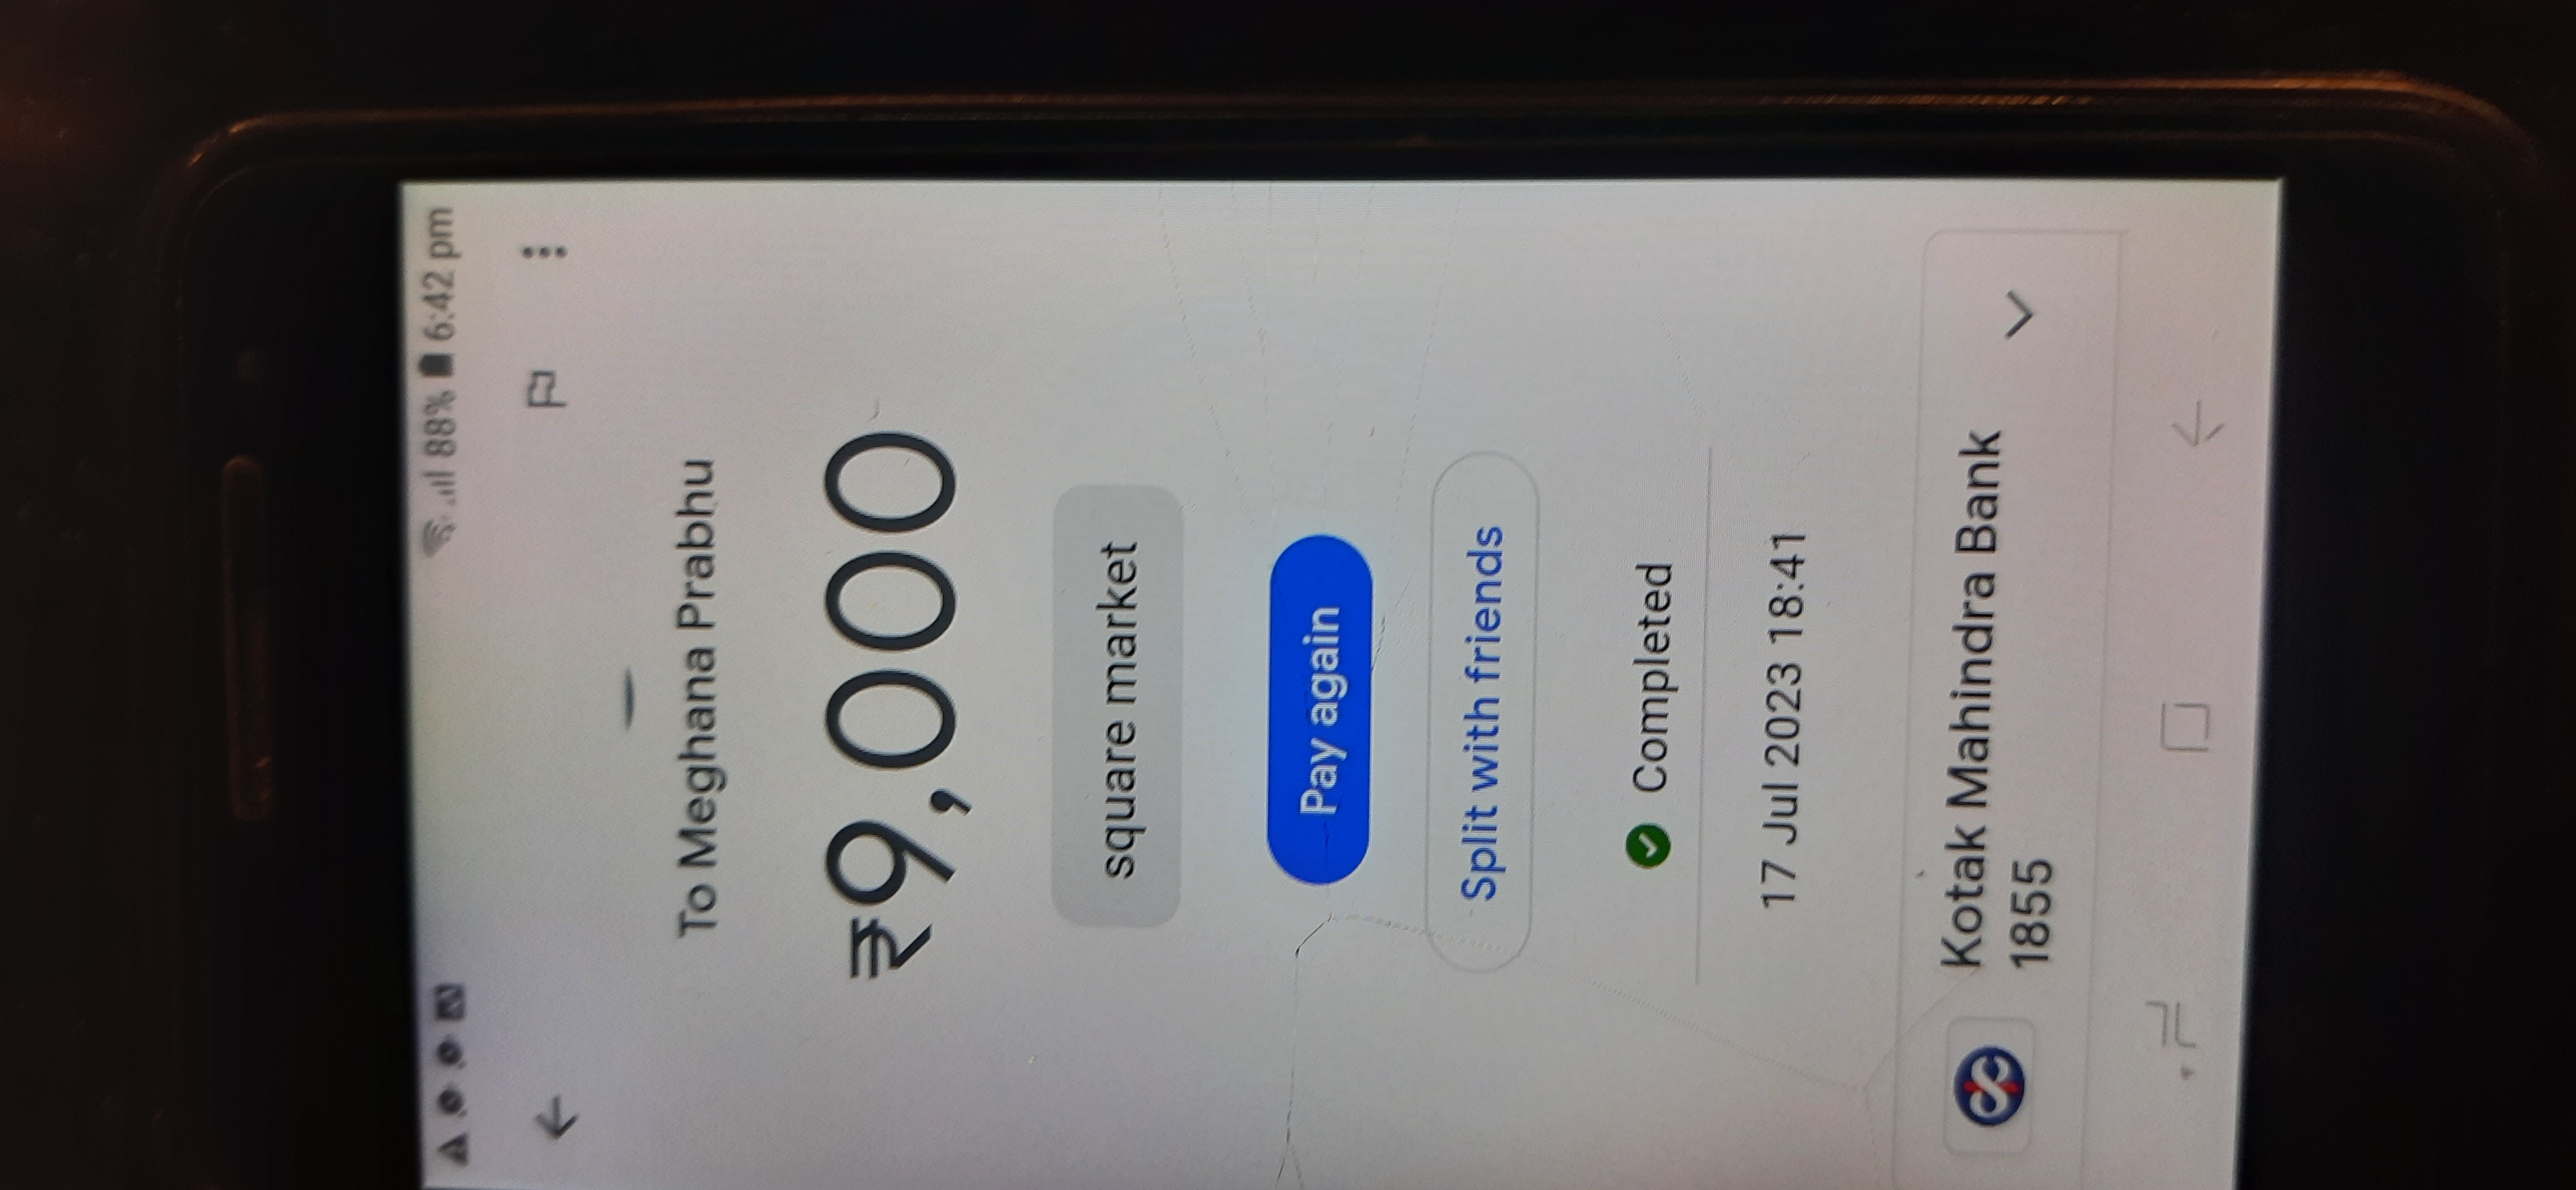 88% 6:42 pm
To Meghana Prabhu
₹9,000
square market
Pay again
Split with friends
Completed
17 Jul 2023 18:41
Kotak Mahindra Bank
1855